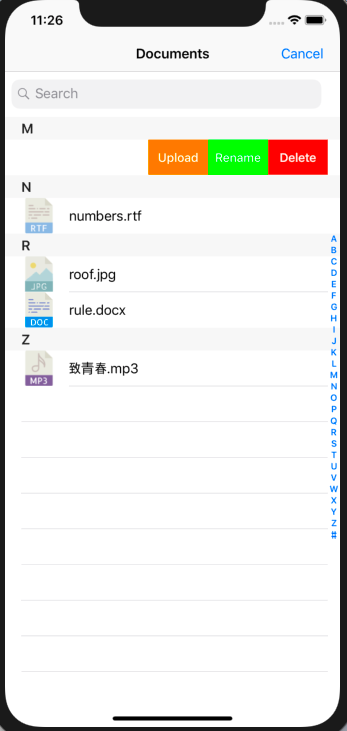 11:26
Documents
Cancel
Search
M
Upload Rename Delete
N
RTF
numbers.rtf
R
JPG
roof.jpg
DOC
rule.docx
Z
MP3
致青春.mp3
A
B
C
D
E
F
G
H
I
J
K
L
M
N
O
P
Q
R
S
T
U
V
W
X
Y
Z
#